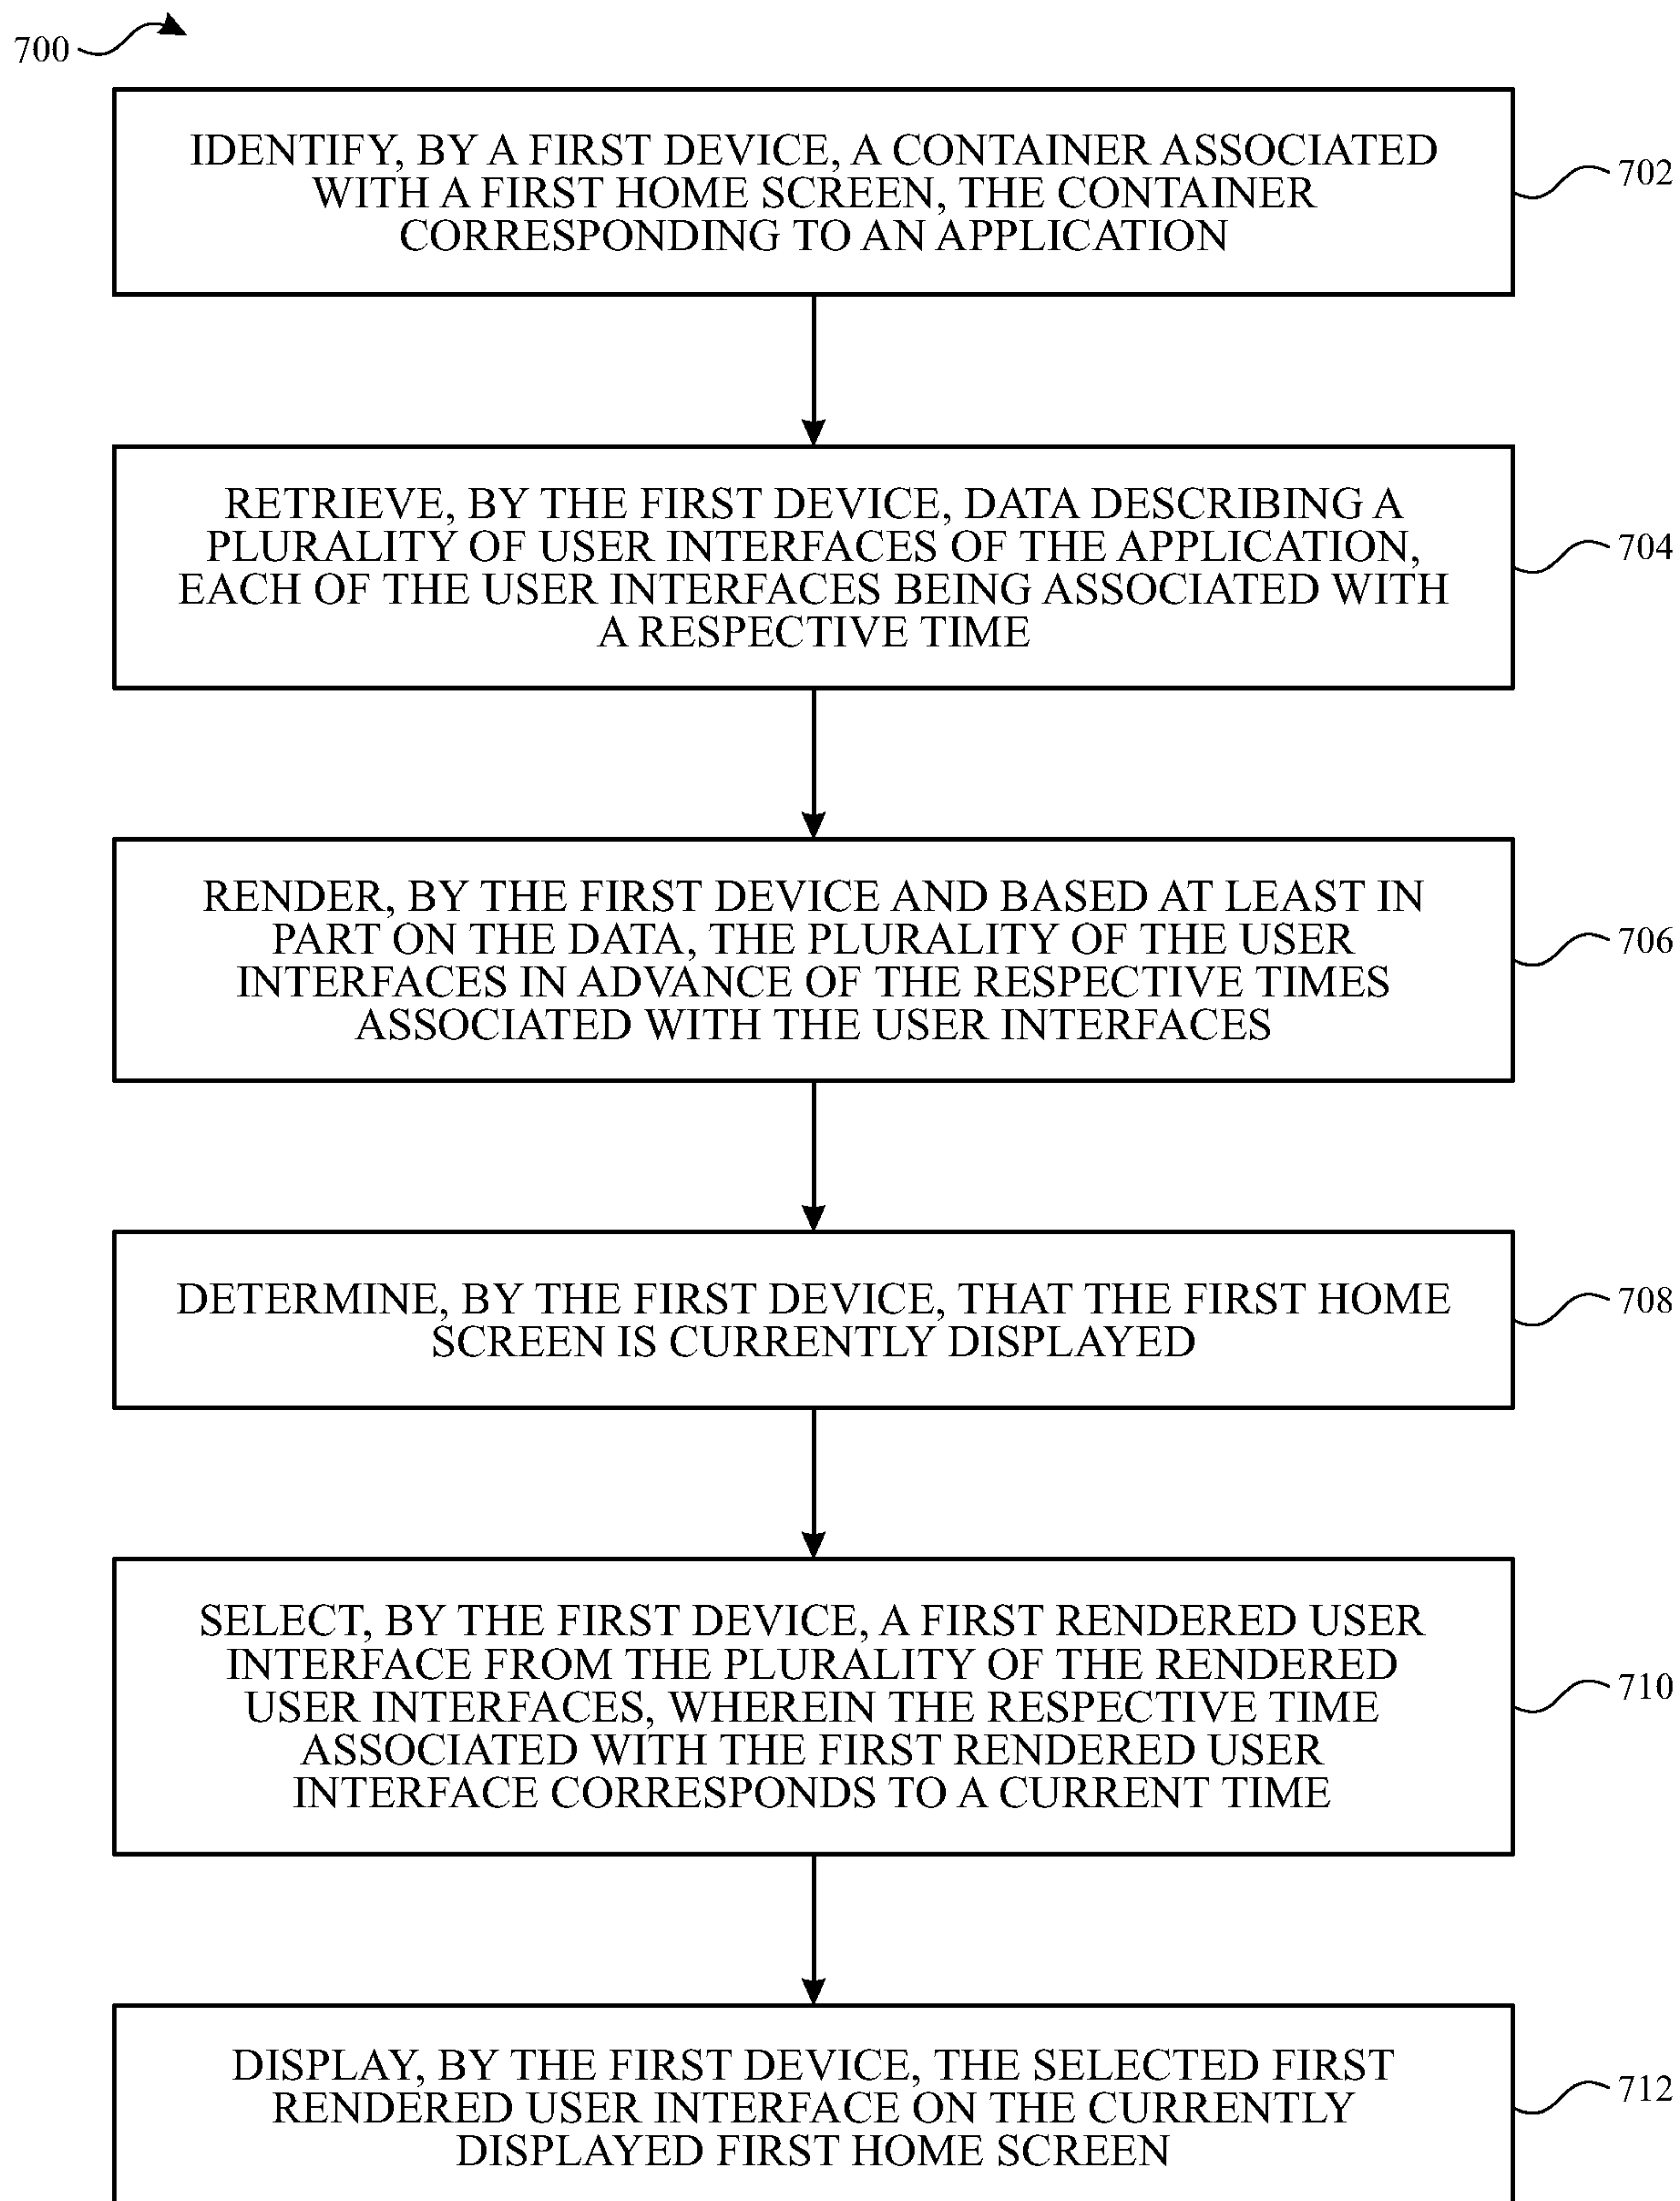 700
IDENTIFY, BY A FIRST DEVICE, A CONTAINER ASSOCIATED
WITH A FIRST HOME SCREEN, THE CONTAINER
CORRESPONDING TO AN APPLICATION
702
RETRIEVE, BY THE FIRST DEVICE, DATA DESCRIBING A
PLURALITY OF USER INTERFACES OF THE APPLICATION,
EACH OF THE USER INTERFACES BEING ASSOCIATED WITH
A RESPECTIVE TIME
704
RENDER, BY THE FIRST DEVICE AND BASED AT LEAST IN
PART ON THE DATA, THE PLURALITY OF THE USER
INTERFACES IN ADVANCE OF THE RESPECTIVE TIMES
ASSOCIATED WITH THE USER INTERFACES
706
DETERMINE, BY THE FIRST DEVICE, THAT THE FIRST HOME
SCREEN IS CURRENTLY DISPLAYED
708
SELECT, BY THE FIRST DEVICE, A FIRST RENDERED USER
INTERFACE FROM THE PLURALITY OF THE RENDERED
USER INTERFACES, WHEREIN THE RESPECTIVE TIME
ASSOCIATED WITH THE FIRST RENDERED USER
INTERFACE CORRESPONDS TO A CURRENT TIME
710
DISPLAY, BY THE FIRST DEVICE, THE SELECTED FIRST
RENDERED USER INTERFACE ON THE CURRENTLY
DISPLAYED FIRST HOME SCREEN
712